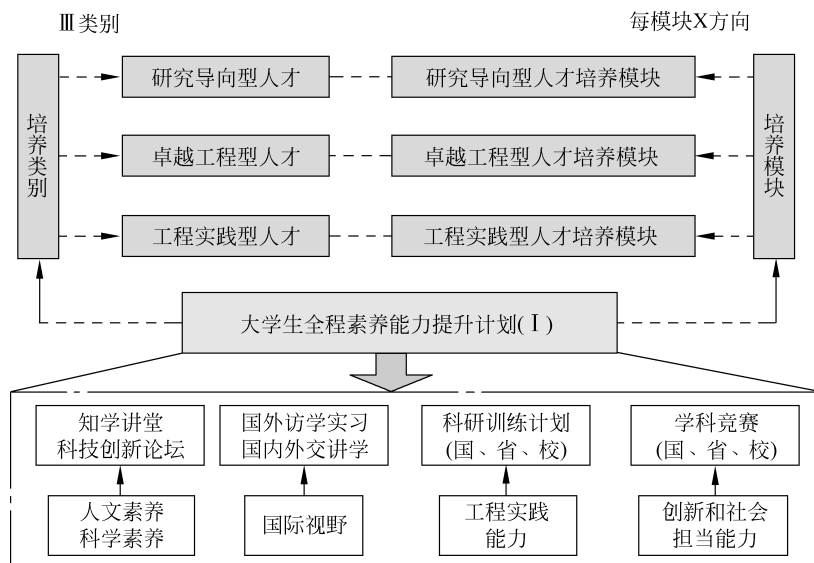 Ⅲ类别
每模块X方向
培养类别
研究导向型人才
研究导向型人才培养模块
卓越工程型人才
卓越工程型人才培养模块
工程实践型人才
工程实践型人才培养模块
培养模块
大学生全程素养能力提升计划(Ⅰ)
知学讲堂
科技创新论坛
国外访学实习
国内外交讲学
科研训练计划
(国、省、校)
学科竞赛
(国、省、校)
人文素养
科学素养
国际视野
工程实践
能力
创新和社会
担当能力